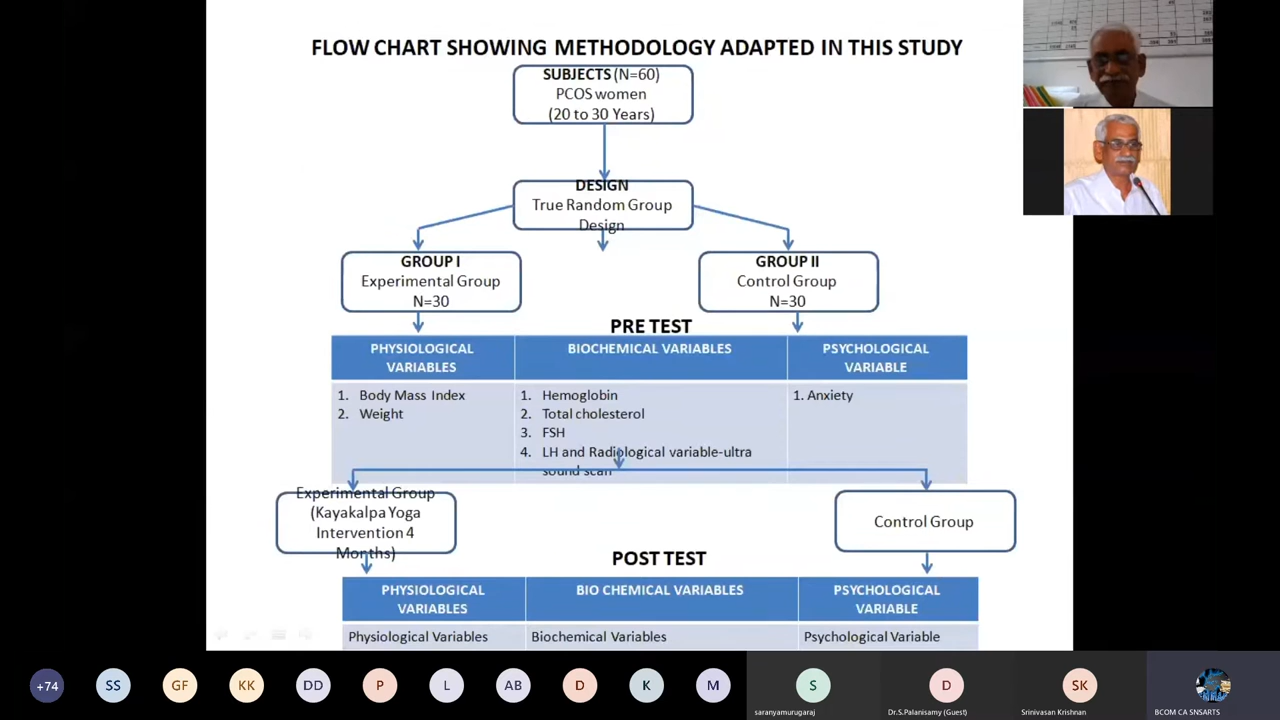 FLOW CHART SHOWING METHODOLOGY ADAPTED IN THIS STUDY
SUBJECTS (N=60)
PCOS women
(20 to 30 Years)
DESIGN
True Random Group
Design
GROUP I
Experimental Group
N=30
GROUP II
Control Group
N=30
PRE TEST
PHYSIOLOGICAL
VARIABLES
BIOCHEMICAL VARIABLES
PSYCHOLOGICAL
VARIABLE
1. Body Mass Index
2. Weight
1. Hemoglobin
2. Total cholesterol
3. FSH
4. LH and Radiological variable-ultra
sound scan
1. Anxiety
Experimental Group
(Kayakalpa Yoga
Intervention 4
Months)
Control Group
POST TEST
PHYSIOLOGICAL
VARIABLES
BIO CHEMICAL VARIABLES
PSYCHOLOGICAL
VARIABLE
Physiological Variables
Biochemical Variables
Psychological Variable
+74
SS
GF
KK
DD
P
L
AB
D
K
M
S
saranyamurugaraj
D
Dr.S.Palanisamy (Guest)
SK
Srinivasan Krishnan
BCOM CA SNSARTS